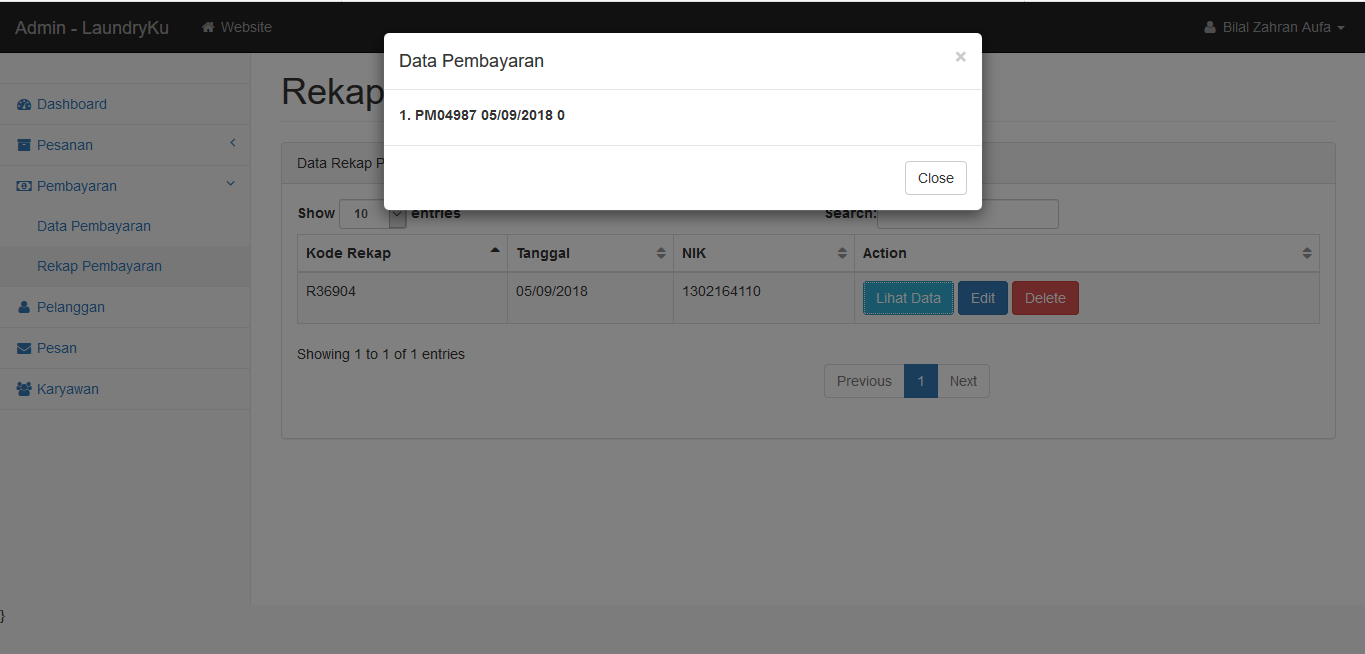 Admin - LaundryKu Website Bilal Zahran Aufa
Data Pembayaran ×
1. PM04987 05/09/2018 0
Close
Dashboard
Pesanan
Pembayaran
Data Pembayaran
Rekap Pembayaran
Pelanggan
Pesan
Karyawan
Rekap
Data Rekap P
Show 10 entries Search:
Kode Rekap Tanggal NIK Action
R36904 05/09/2018 1302164110 Lihat Data Edit Delete
Showing 1 to 1 of 1 entries
Previous 1 Next
}